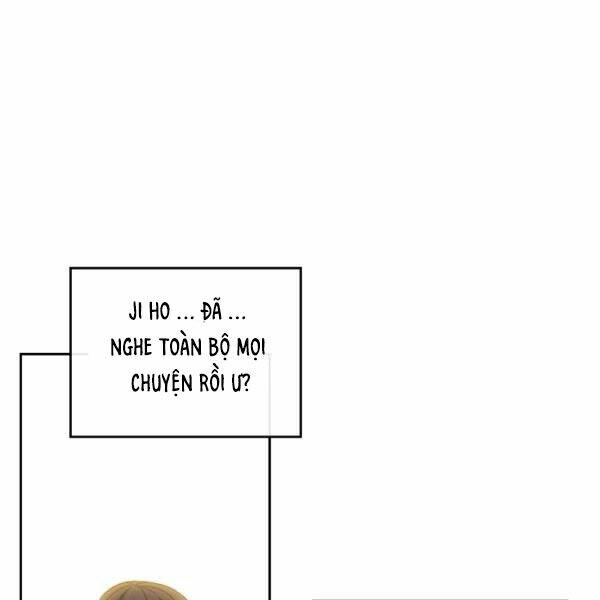 JI HO ... ĐÃ ...
NGHE TOÀN BỘ MỌI
CHUYỆN RỒI Ư?